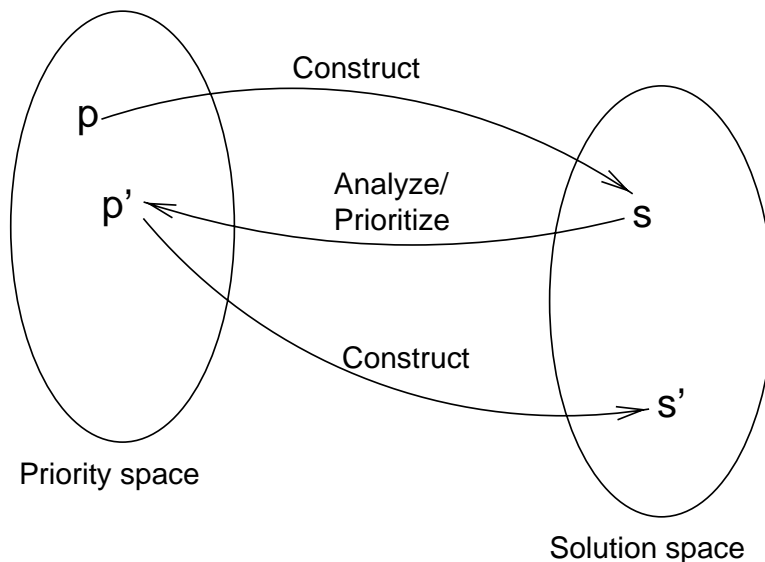 Construct
p
Analyze/
Prioritize
p’
s
Construct
s’
Priority space
Solution space